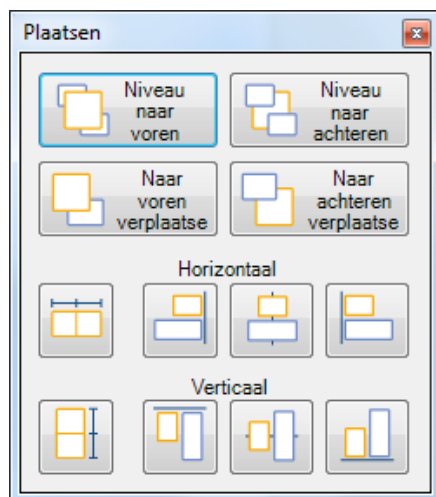 Plaatsen
Niveau
naar
voren
Niveau
naar
achteren
Naar
voren
verplaatse
Naar
achteren
verplaatse
Horizontaal
Verticaal